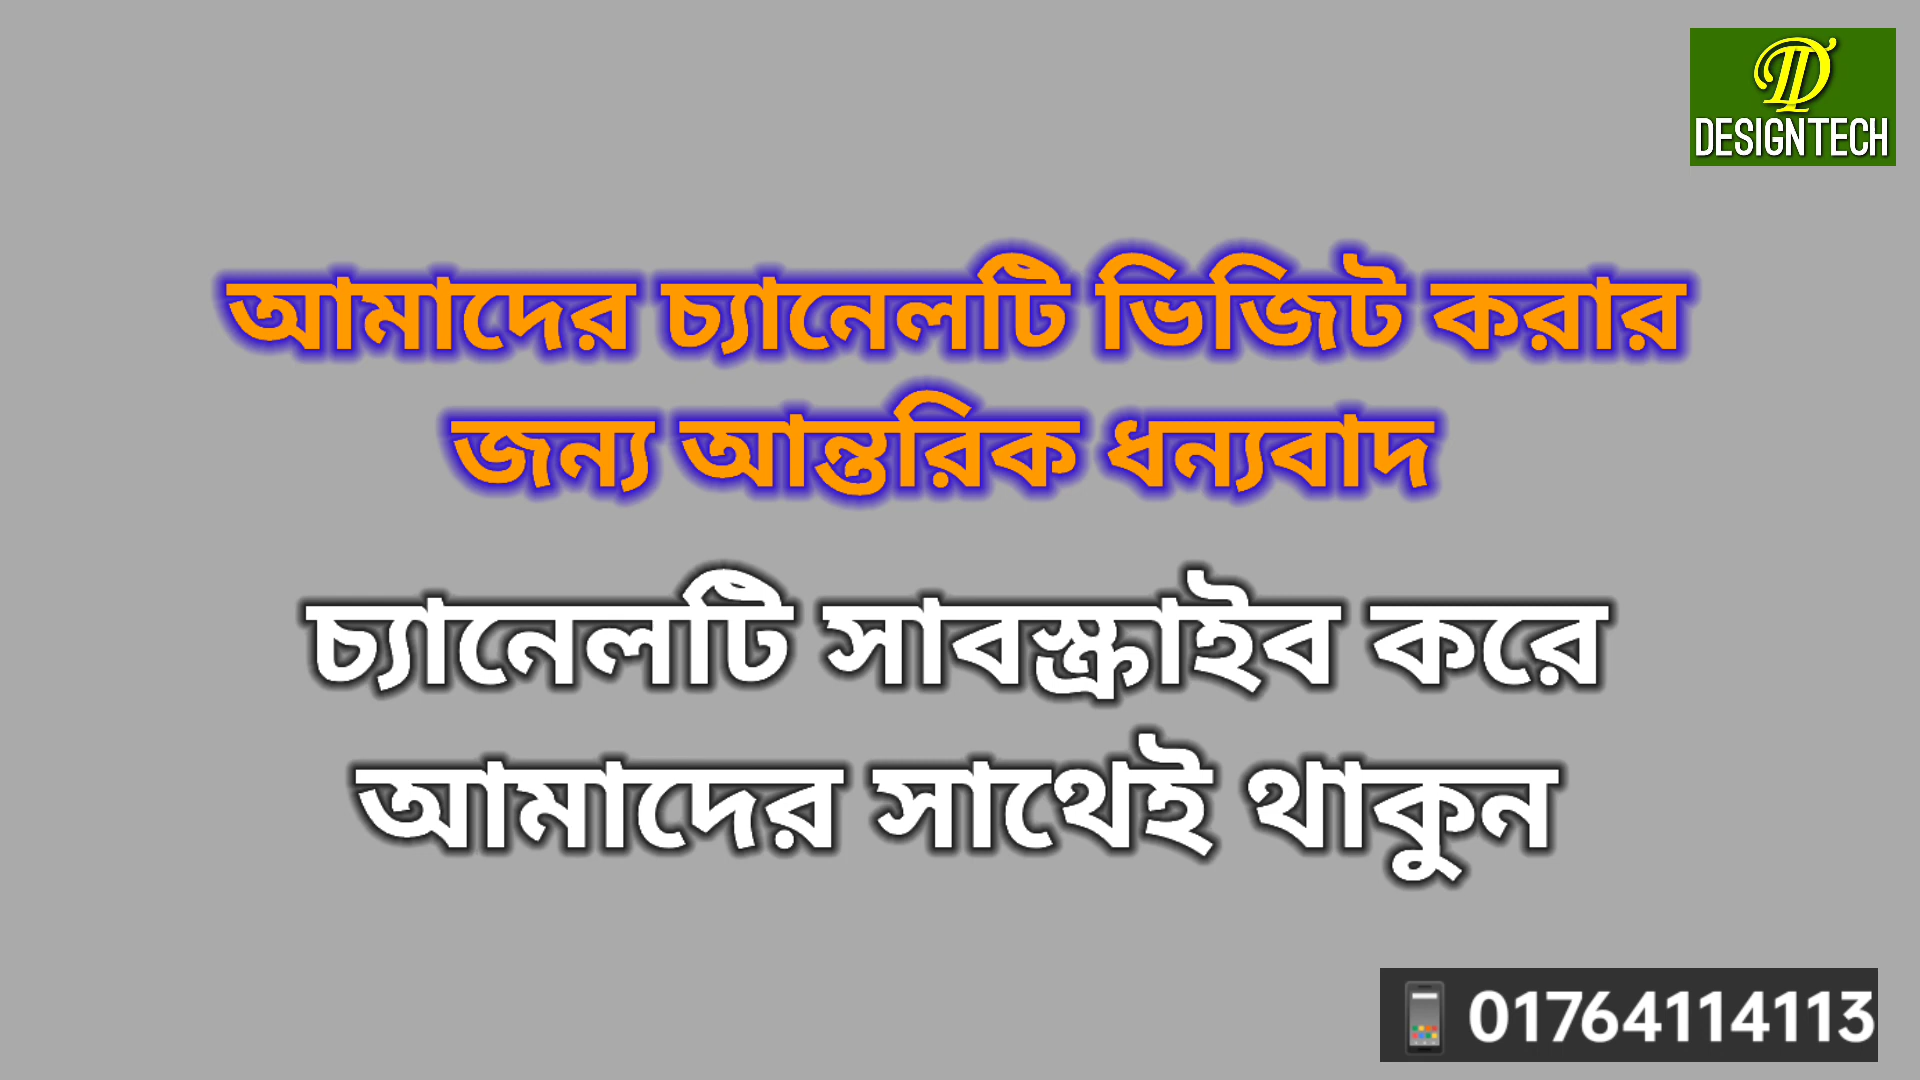 DESIGNTECH
আমাদের চ্যানেলটি ভিজিট করার
জন্য আন্তরিক ধন্যবাদ
চ্যানেলটি সাবস্ক্রাইব করে
আমাদের সাথেই থাকুন
01764114113